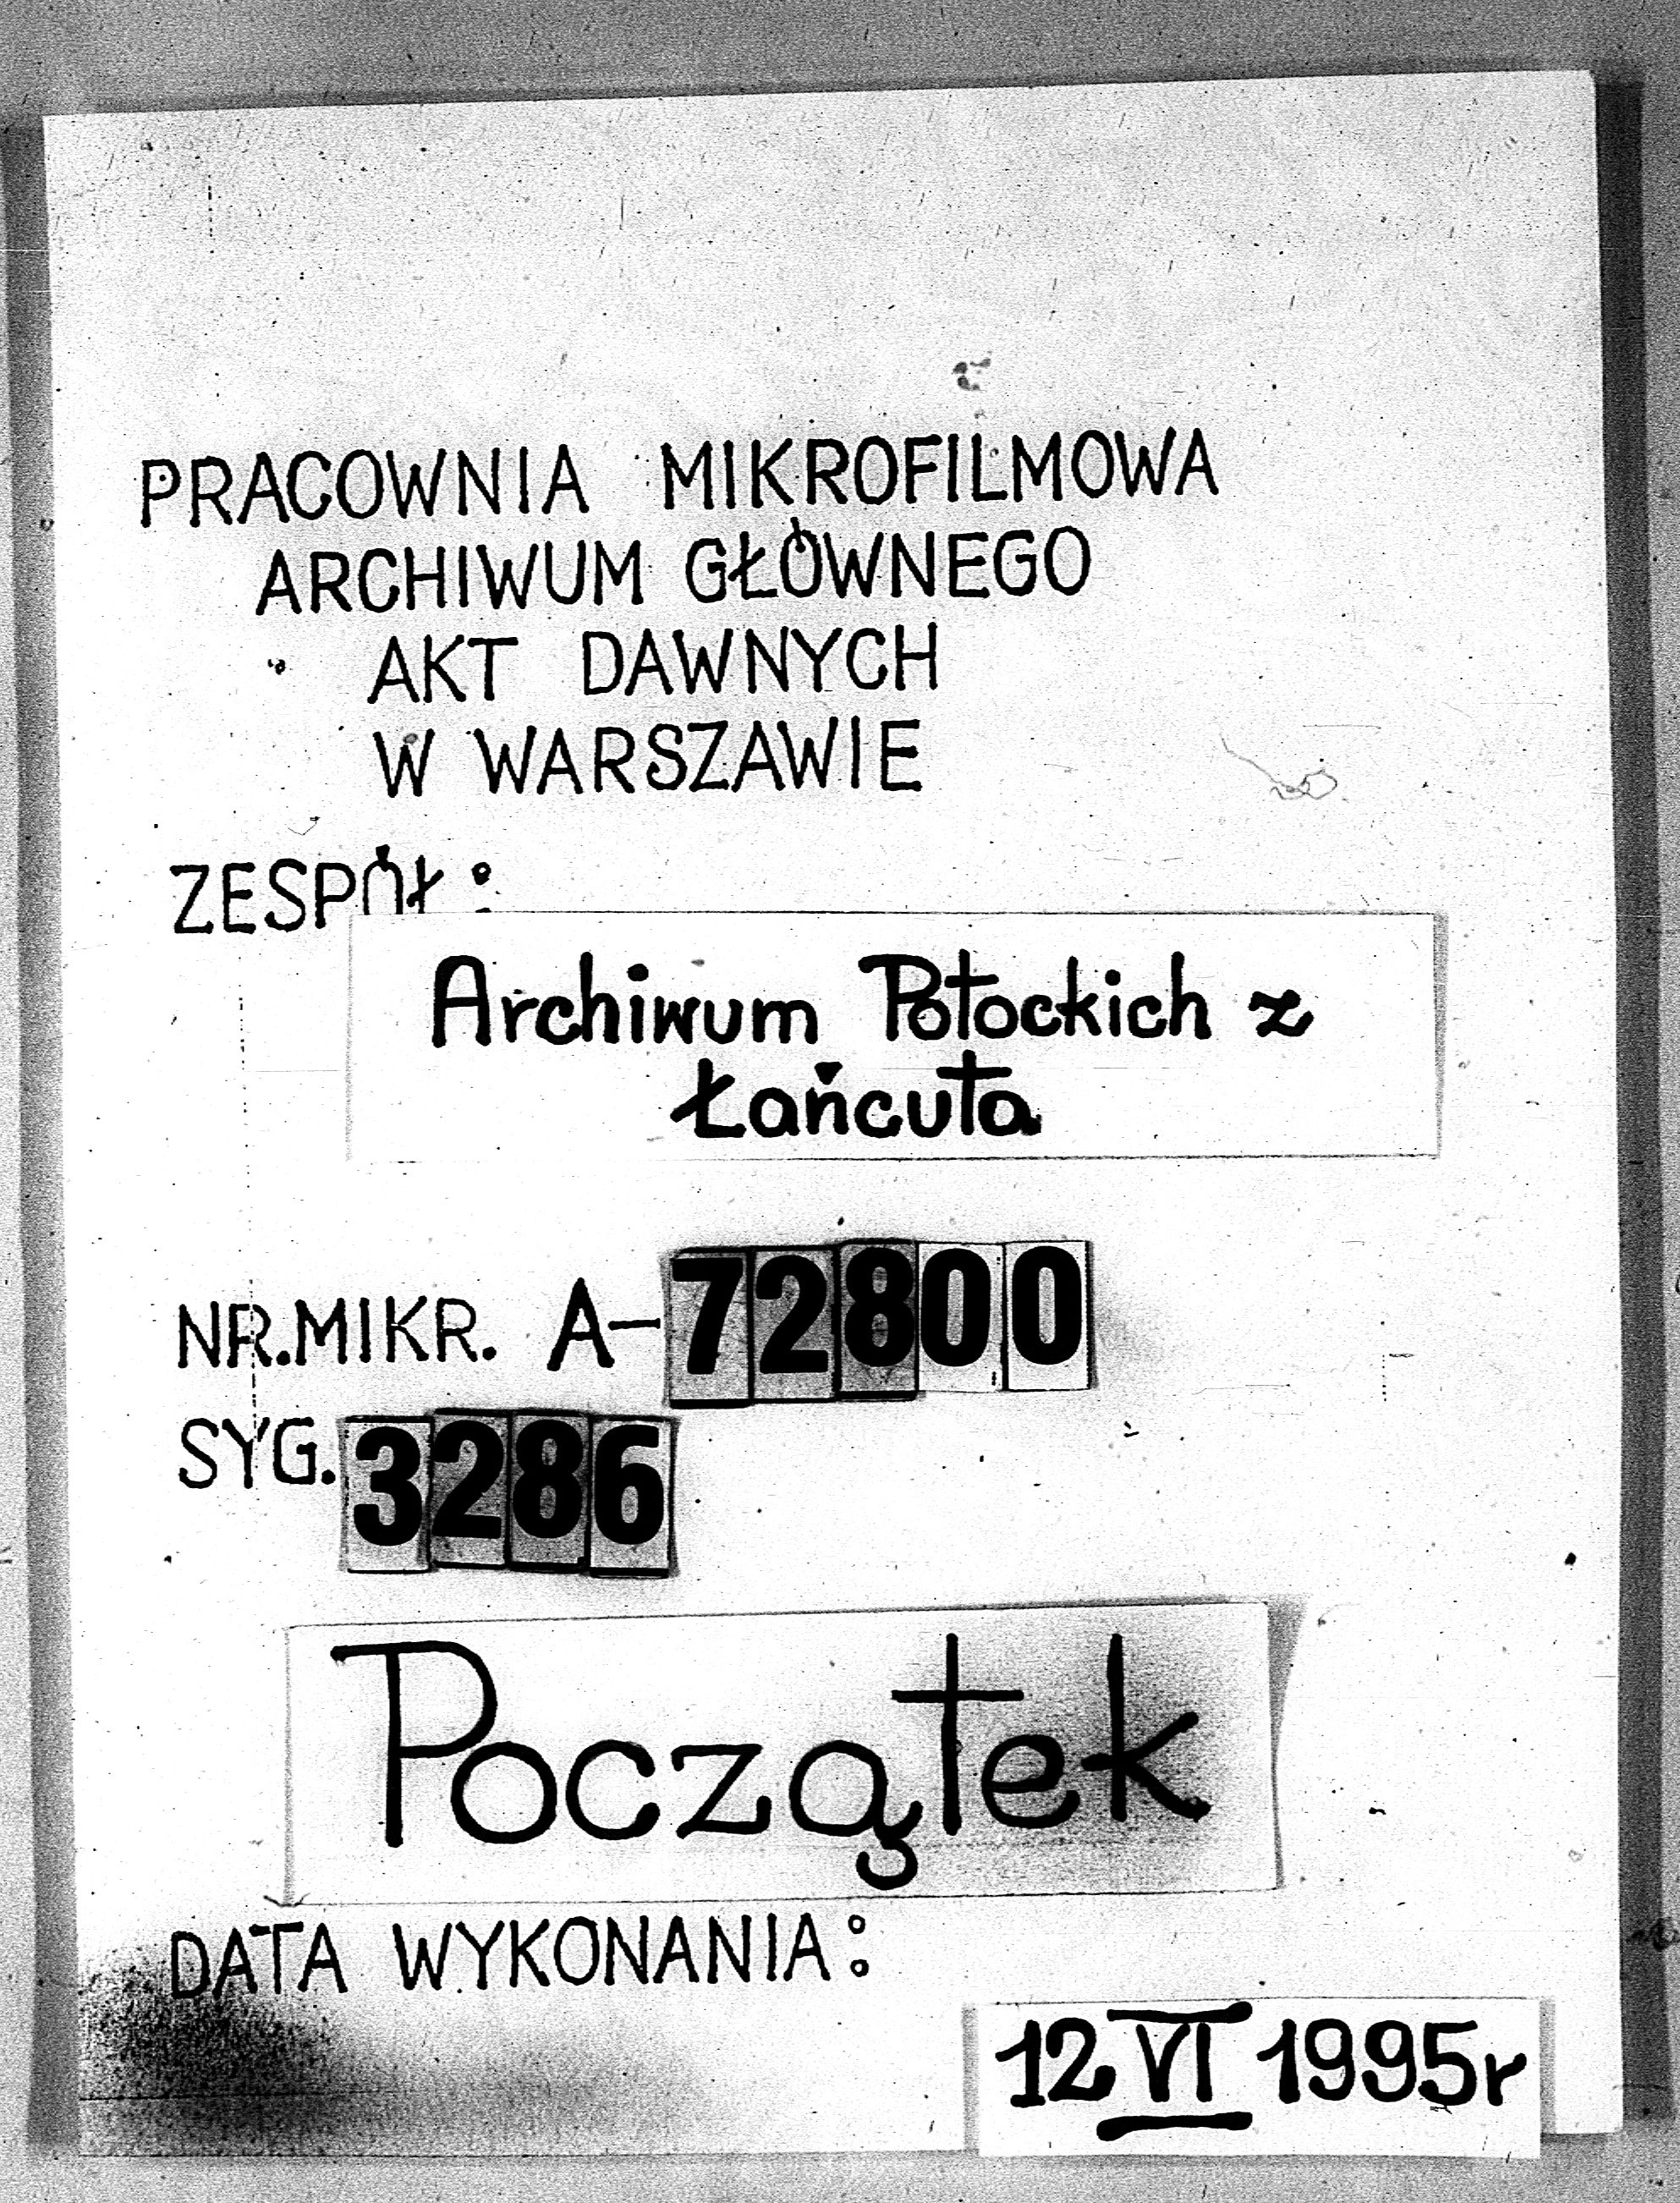 PRACOWNIA MIKROFILMOWA
ARCHIWUM GŁÓWNEGO
AKT DAWNYCH
W WARSZAWIE
ZESPÓŁ:
Archiwum Potockich z
Łańcuta
NR.MIKR. A-72800
SYG. 3286
Początek
DATA WYKONANIA:
12 VI 1995r